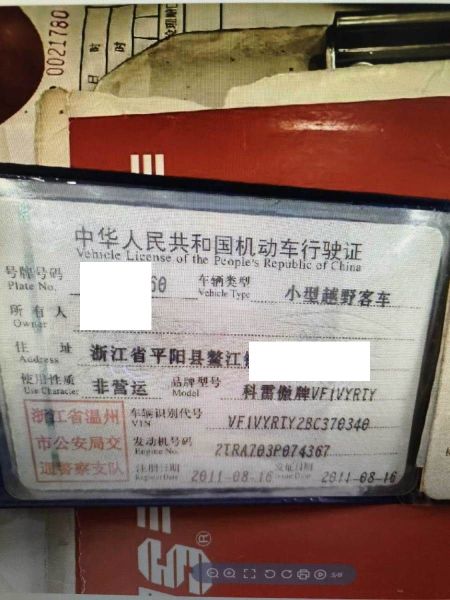 0021780
日 时
时
中华人民共和国机动车行驶证
Vehicle License of the People's Republic of China
号牌号码
Plate No.
60
车辆类型
Vehicle Type
小型越野客车
所有人
Owner
住址
Address
浙江省平阳县鳌江
使用性质
Use Character
非营运
品牌型号
Model
科雷傲牌VF1VYRTY
浙江省温州
市公安局交
通警察支队
车辆识别代号
VIN
VF1VYRTY2BC370340
发动机号码
Engine No.
2TRA703P074367
注册日期
Register Date
2011-08-16
发证日期
Issue Date
2011-08-16